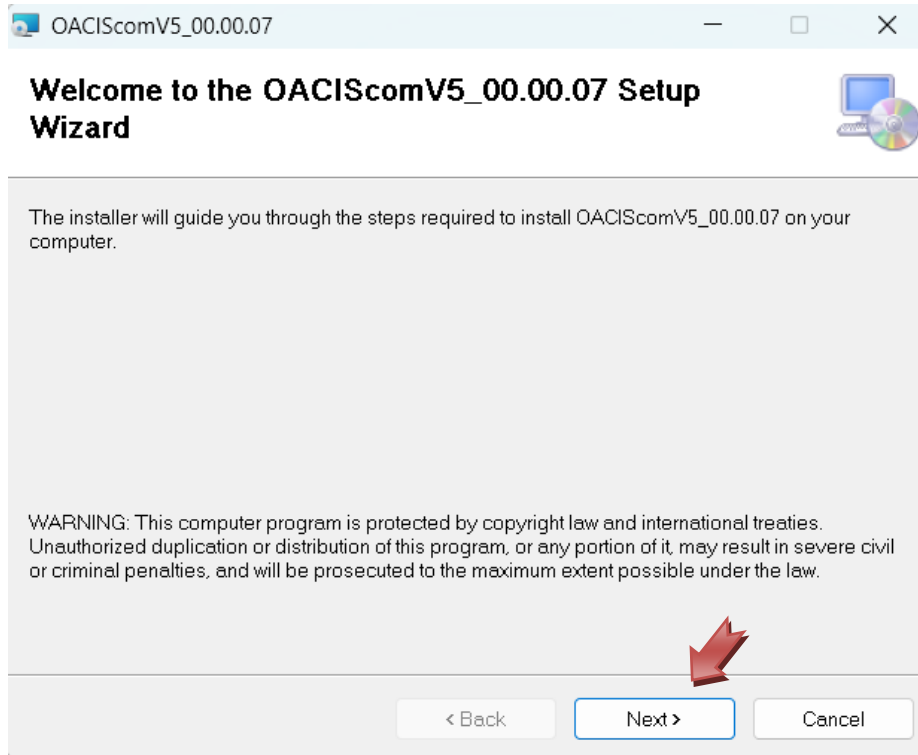 OACIScomV5_00.00.07
Welcome to the OACIScomV5_00.00.07 Setup
Wizard
The installer will guide you through the steps required to install OACIScomV5_00.00.07 on your
computer.
WARNING: This computer program is protected by copyright law and international treaties.
Unauthorized duplication or distribution of this program, or any portion of it, may result in severe civil
or criminal penalties, and will be prosecuted to the maximum extent possible under the law.
< Back Next > Cancel